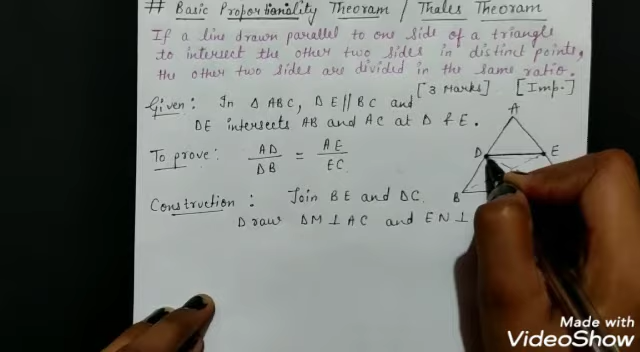 # Basic Proportionality Theoram / Thales Theoram
If a line drawn parallel to one side of a triangle
to intersect the other two sides in distinct points,
the other two sides are divided in the same ratio.
[3 Marks] [Imp.]
Given: In Δ ABC, DE || BC and
DE intersects AB and AC at D & E.
To prove: AD/DB = AE/EC
Construction: Join BE and DC.
Draw DM ⊥ AC and EN ⊥
A
D E
B
Made with
VideoShow